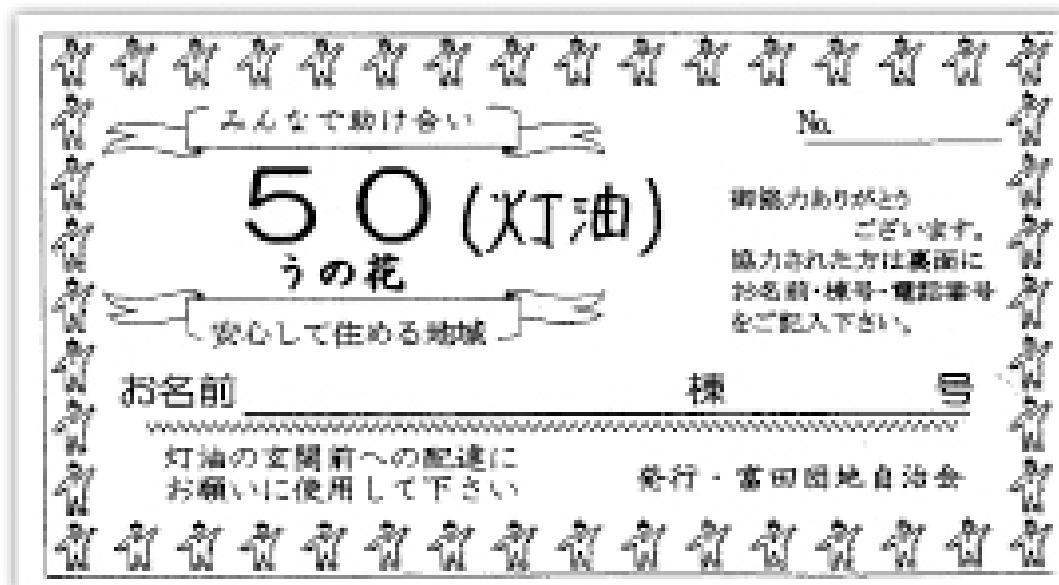 みんなで助け合い
No.
50(灯油)
うの花
安心して住める地域
御協力ありがとう
ございます。
協力された方は裏面に
お名前・棟号・電話番号
をご記入下さい。
お名前 棟 号
灯油の玄関前への配達に
お願いに使用して下さい
発行・富田団地自治会